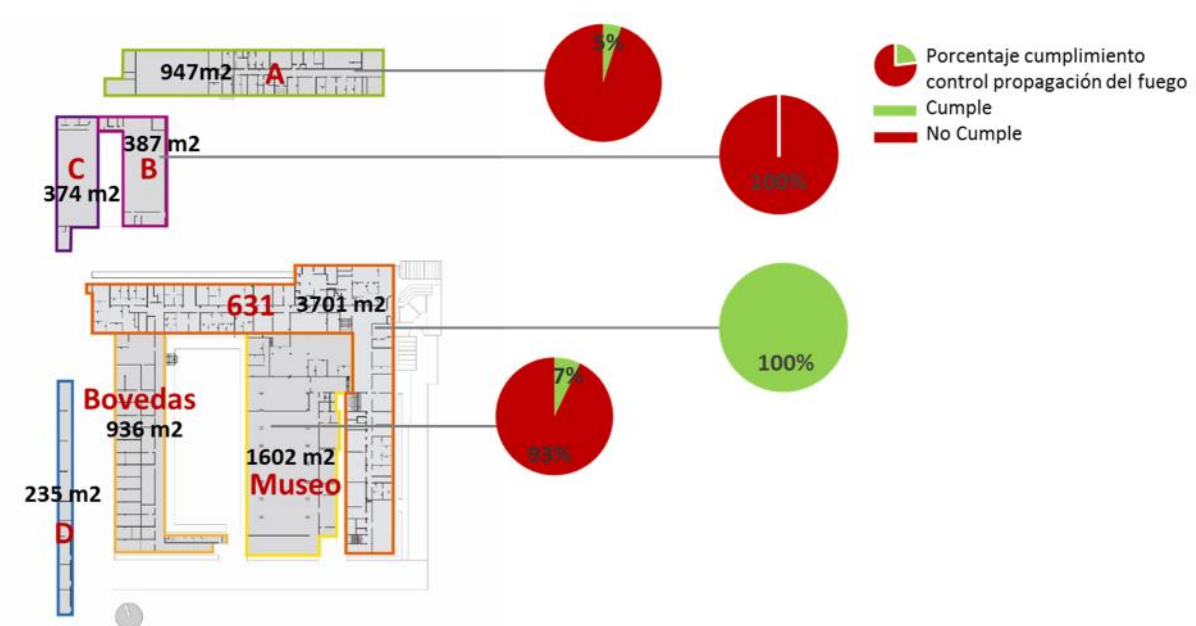 947m2
A
5%
Porcentaje cumplimiento
control propagación del fuego
Cumple
No Cumple
387 m2
C
B
374 m2
100%
631
3701 m2
100%
7%
Bovedas
936 m2
93%
1602 m2
Museo
235 m2
D